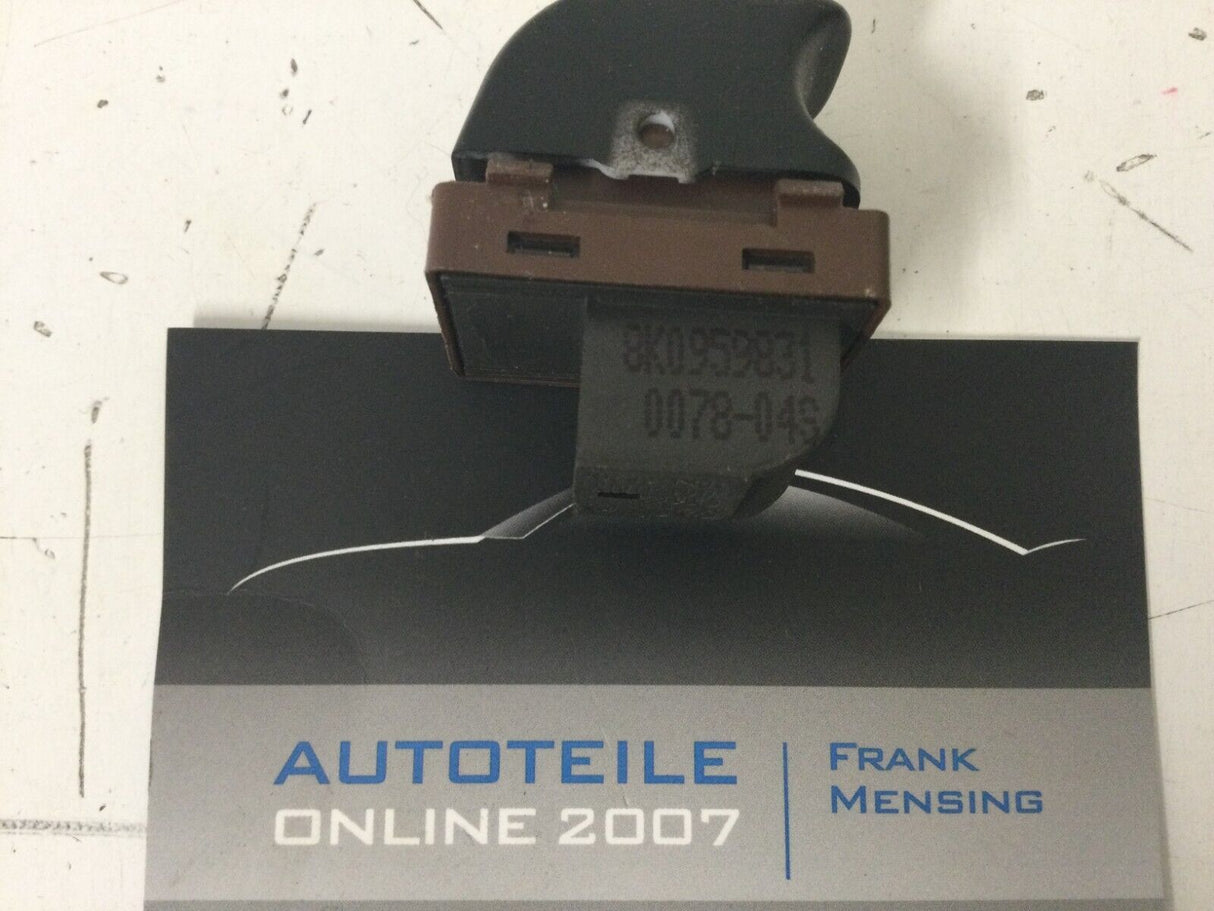 8K0959831
0078-04S
AUTOTEILE
ONLINE 2007
FRANK
MENSING